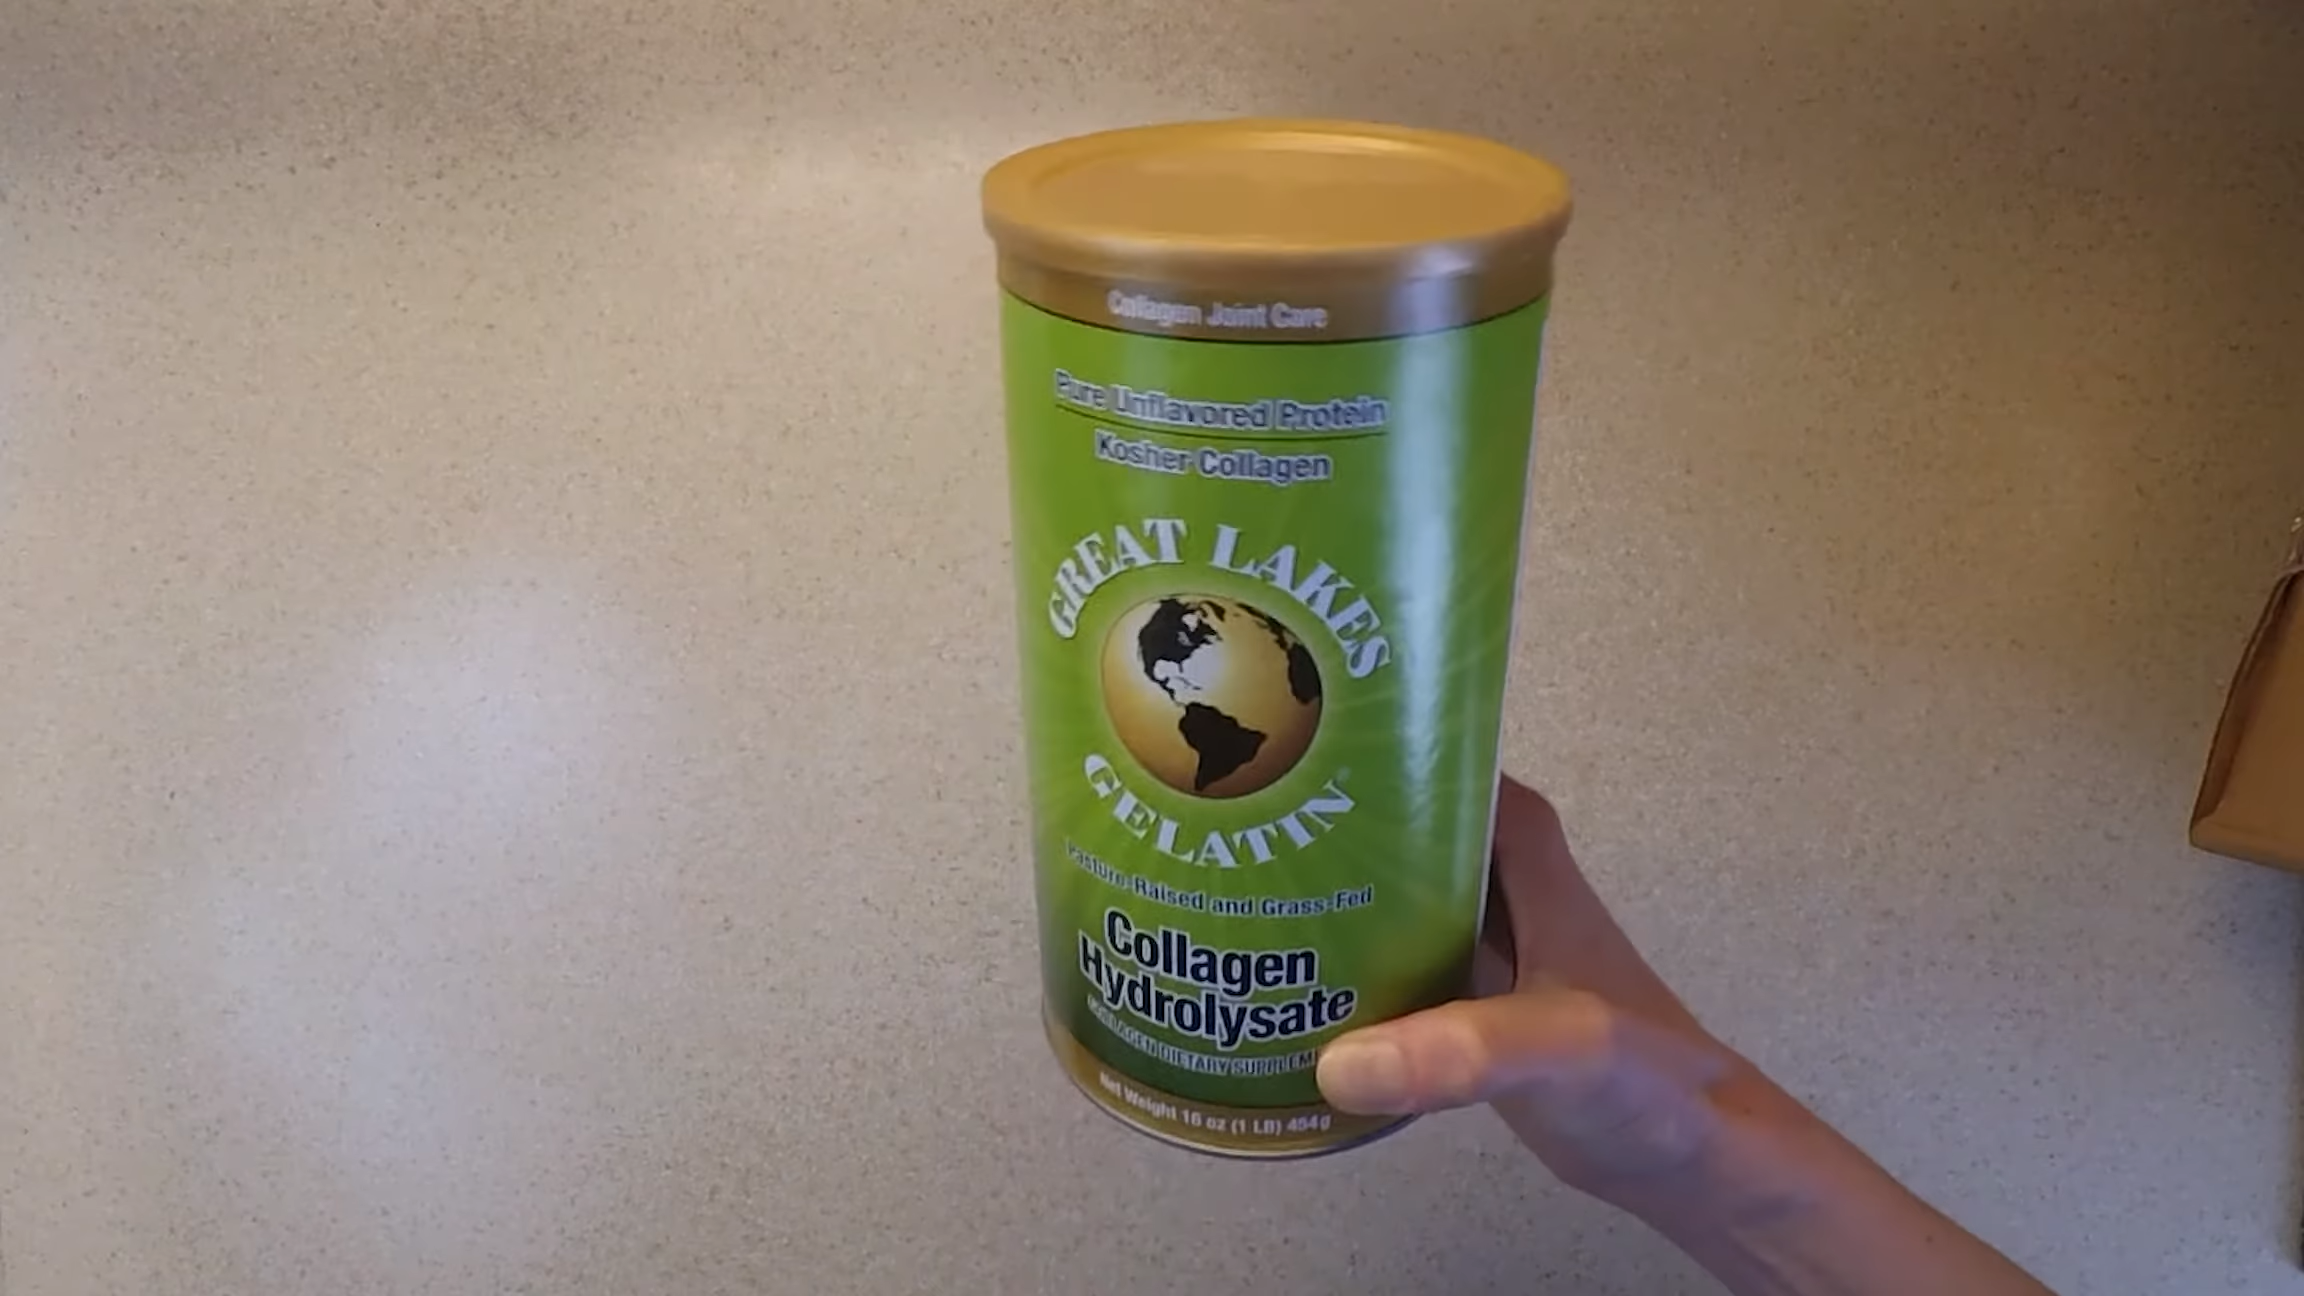 Collagen Joint Care
Pure Unflavored Protein
Kosher Collagen
GREAT LAKES
GELATIN®
Pasture-Raised and Grass-Fed
Collagen
Hydrolysate
DIETARY
Net Weight 16 oz (1 LB) 454g